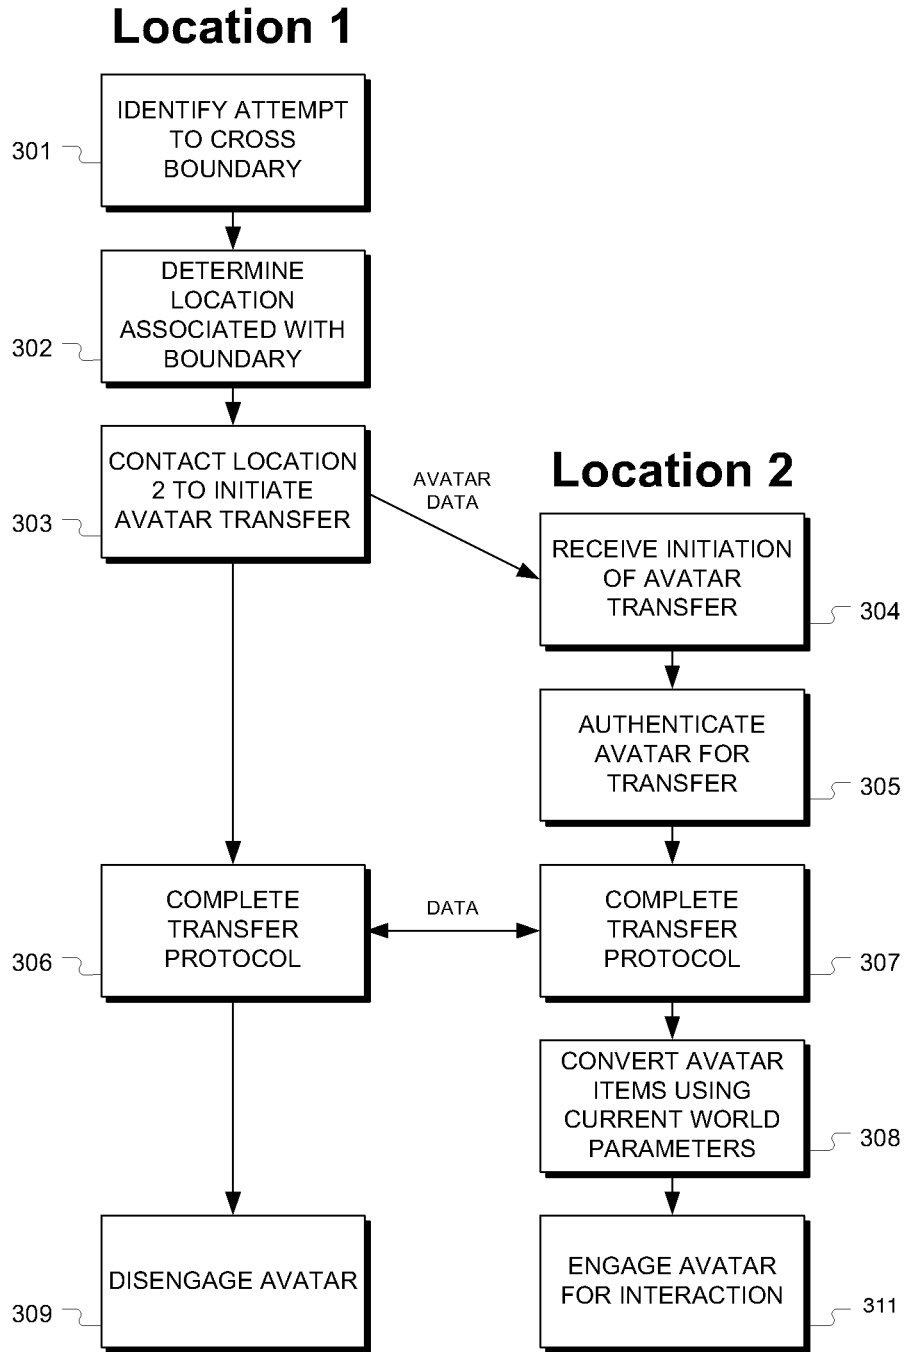 Location 1
IDENTIFY ATTEMPT
TO CROSS
BOUNDARY
301
DETERMINE
LOCATION
ASSOCIATED WITH
BOUNDARY
302
CONTACT LOCATION
2 TO INITIATE
AVATAR TRANSFER
303
AVATAR
DATA
Location 2
RECEIVE INITIATION
OF AVATAR
TRANSFER
304
AUTHENTICATE
AVATAR FOR
TRANSFER
305
COMPLETE
TRANSFER
PROTOCOL
306
DATA
COMPLETE
TRANSFER
PROTOCOL
307
CONVERT AVATAR
ITEMS USING
CURRENT WORLD
PARAMETERS
308
DISENGAGE AVATAR
309
ENGAGE AVATAR
FOR INTERACTION
311